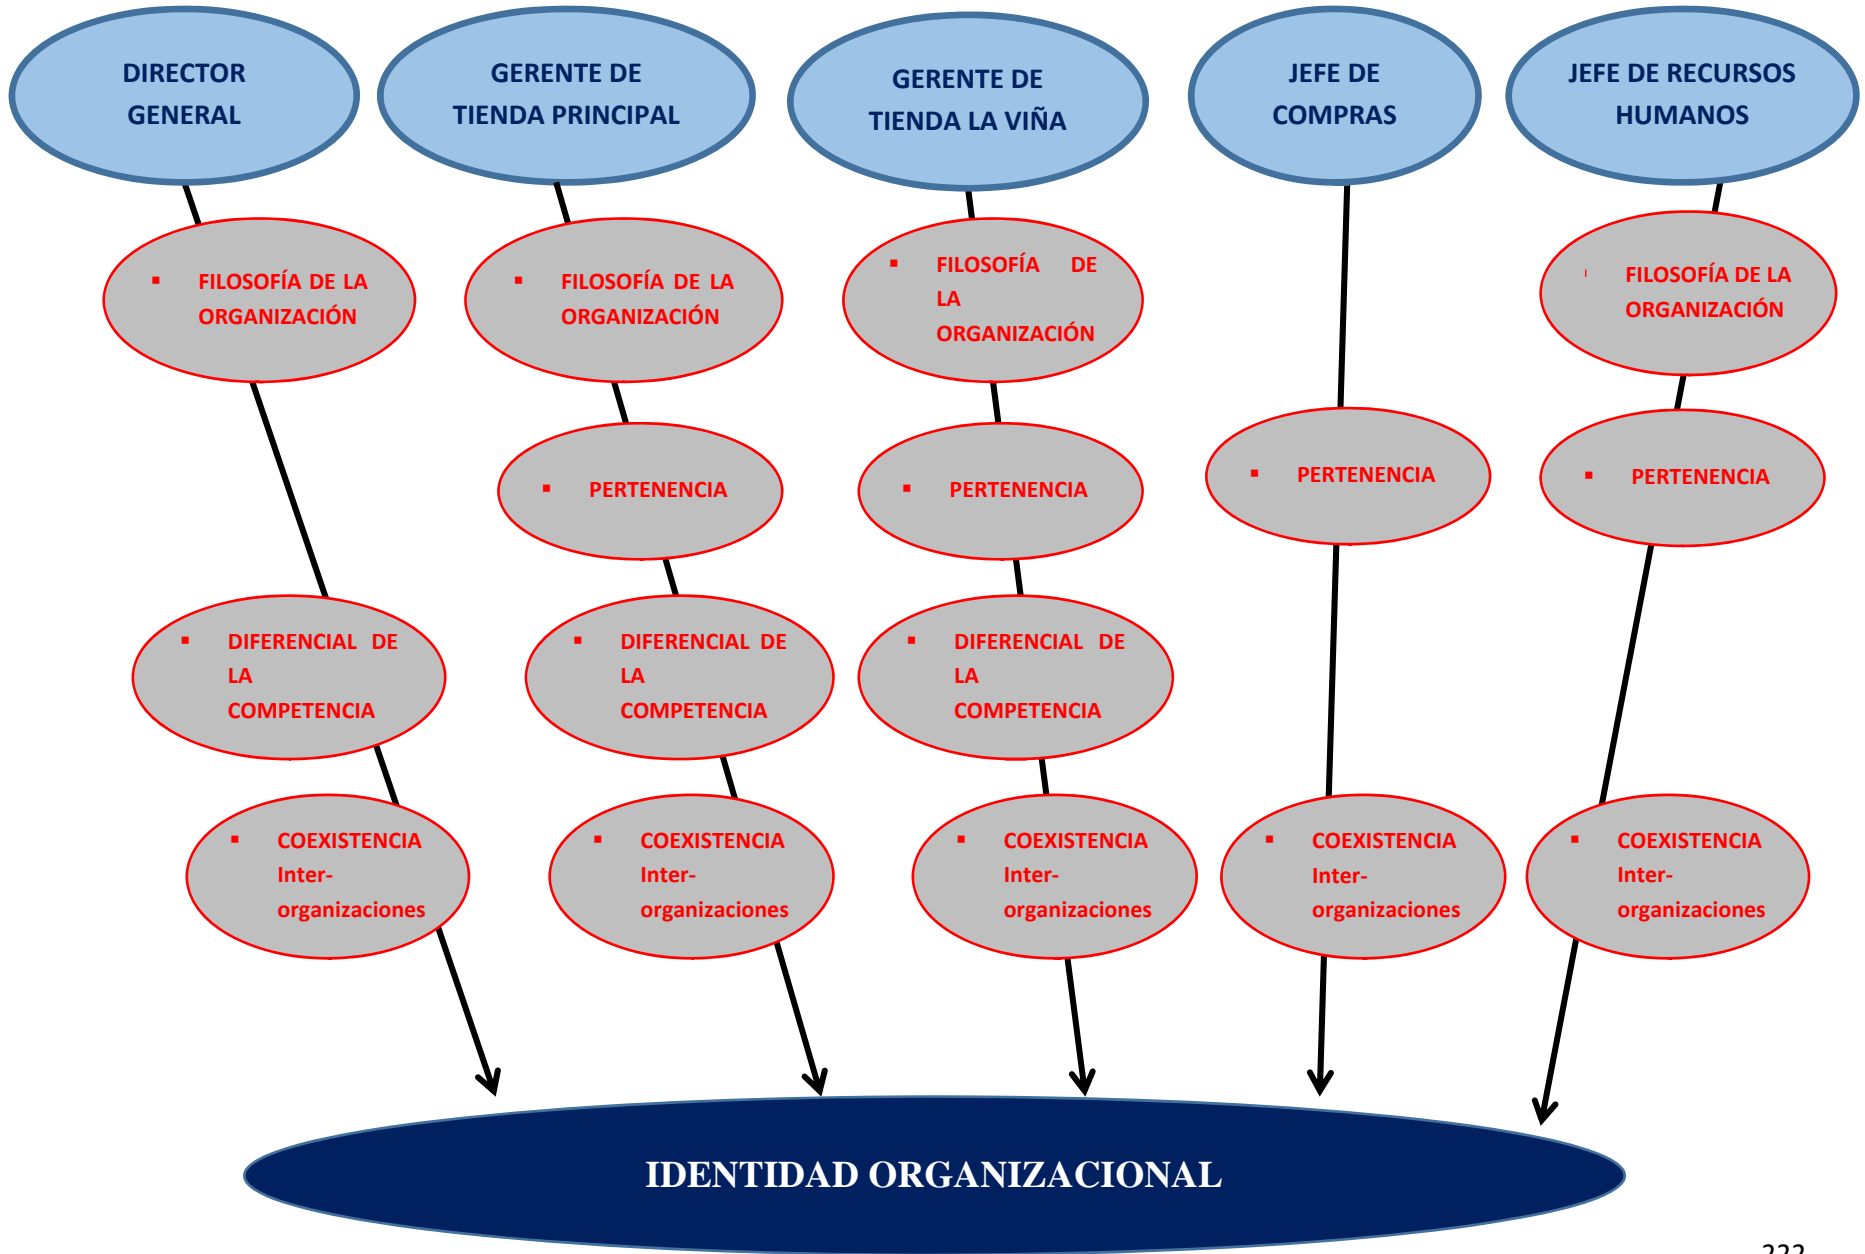 DIRECTOR
GENERAL
GERENTE DE
TIENDA PRINCIPAL
GERENTE DE
TIENDA LA VIÑA
JEFE DE
COMPRAS
JEFE DE RECURSOS
HUMANOS
▪ FILOSOFÍA DE LA
ORGANIZACIÓN
▪ FILOSOFÍA DE LA
ORGANIZACIÓN
▪ FILOSOFÍA DE
LA
ORGANIZACIÓN
FILOSOFÍA DE LA
ORGANIZACIÓN
▪ PERTENENCIA
▪ PERTENENCIA
▪ PERTENENCIA
▪ PERTENENCIA
▪ DIFERENCIAL DE
LA
COMPETENCIA
▪ DIFERENCIAL DE
LA
COMPETENCIA
▪ DIFERENCIAL DE
LA
COMPETENCIA
▪ COEXISTENCIA
Inter-
organizaciones
▪ COEXISTENCIA
Inter-
organizaciones
▪ COEXISTENCIA
Inter-
organizaciones
▪ COEXISTENCIA
Inter-
organizaciones
▪ COEXISTENCIA
Inter-
organizaciones
IDENTIDAD ORGANIZACIONAL
222